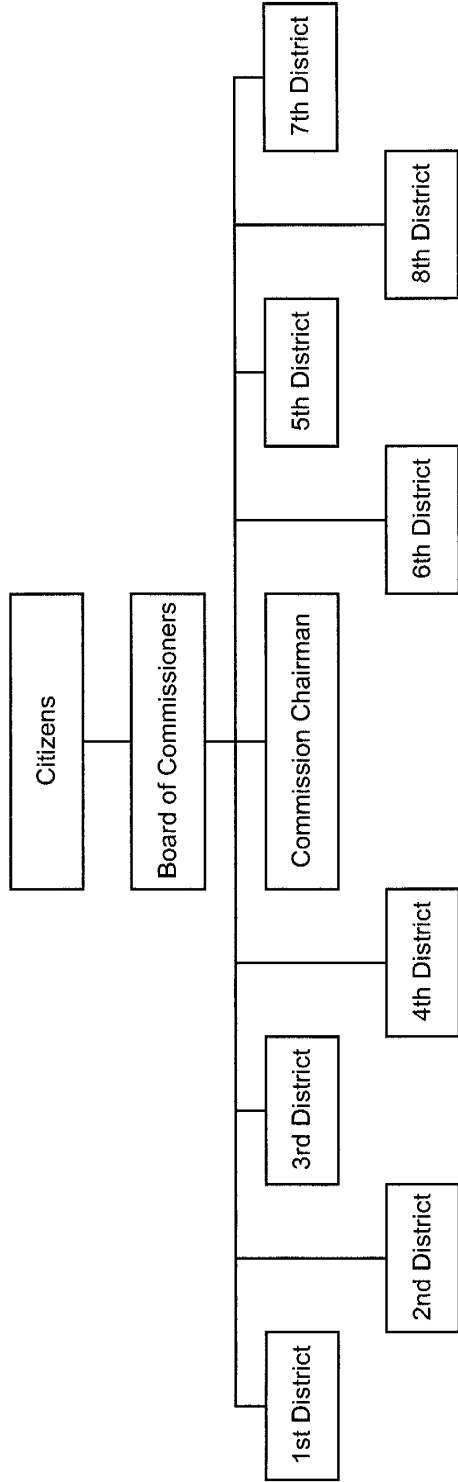 Citizens
Board of Commissioners
Commission Chairman
1st District
3rd District
5th District
7th District
2nd District
4th District
6th District
8th District